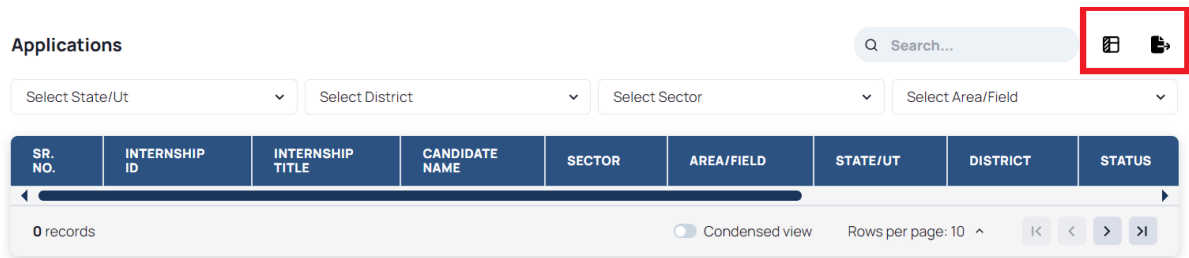 Applications
Search...
Select State/Ut
Select District
Select Sector
Select Area/Field
SR. NO.
INTERNSHIP ID
INTERNSHIP TITLE
CANDIDATE NAME
SECTOR
AREA/FIELD
STATE/UT
DISTRICT
STATUS
0 records
Condensed view
Rows per page: 10